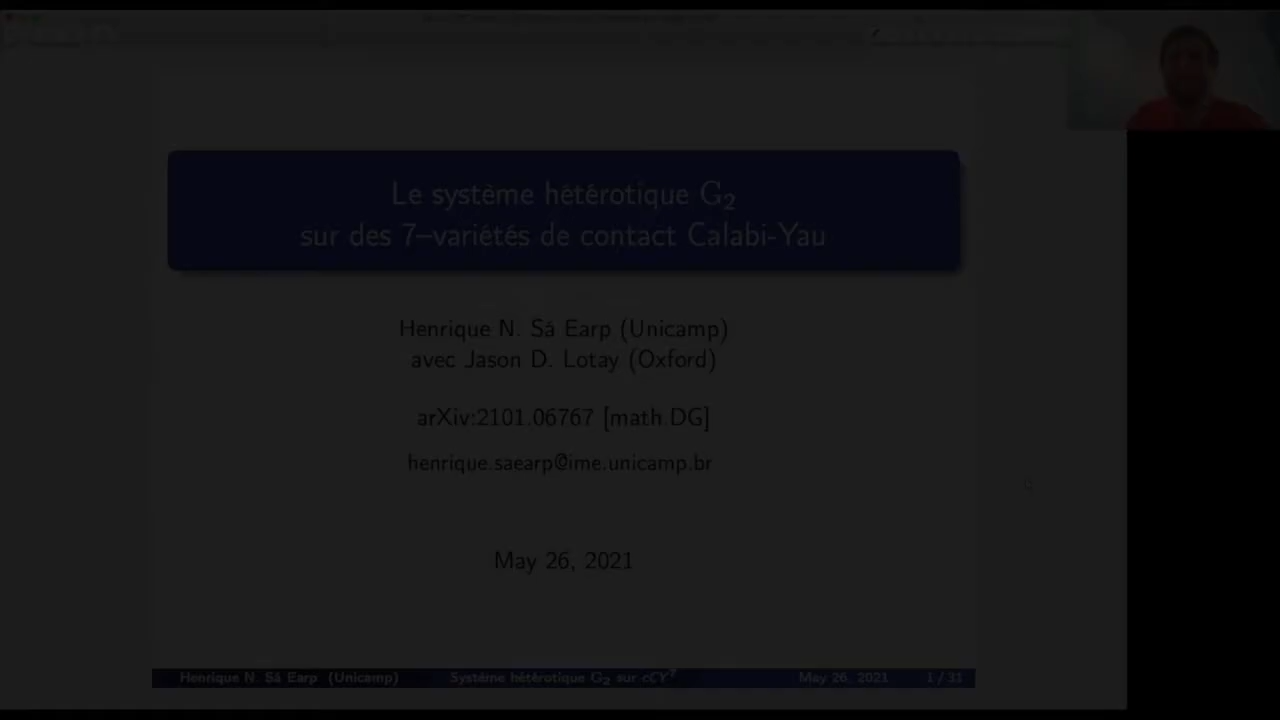 Le système hétérotique G₂
sur des 7–variétés de contact Calabi-Yau
Henrique N. Sá Earp (Unicamp)
avec Jason D. Lotay (Oxford)
arXiv:2101.06767 [math.DG]
henrique.saearp@ime.unicamp.br
May 26, 2021
Henrique N. Sá Earp (Unicamp) Système hétérotique G₂ sur cCY⁷ May 26, 2021 1 / 31